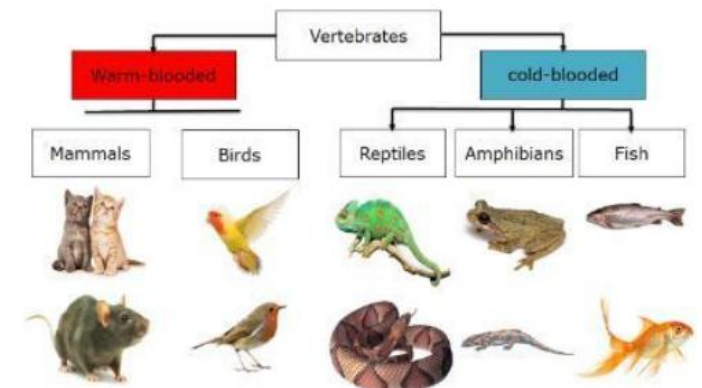 Vertebrates
Warm-blooded
cold-blooded
Mammals
Birds
Reptiles
Amphibians
Fish